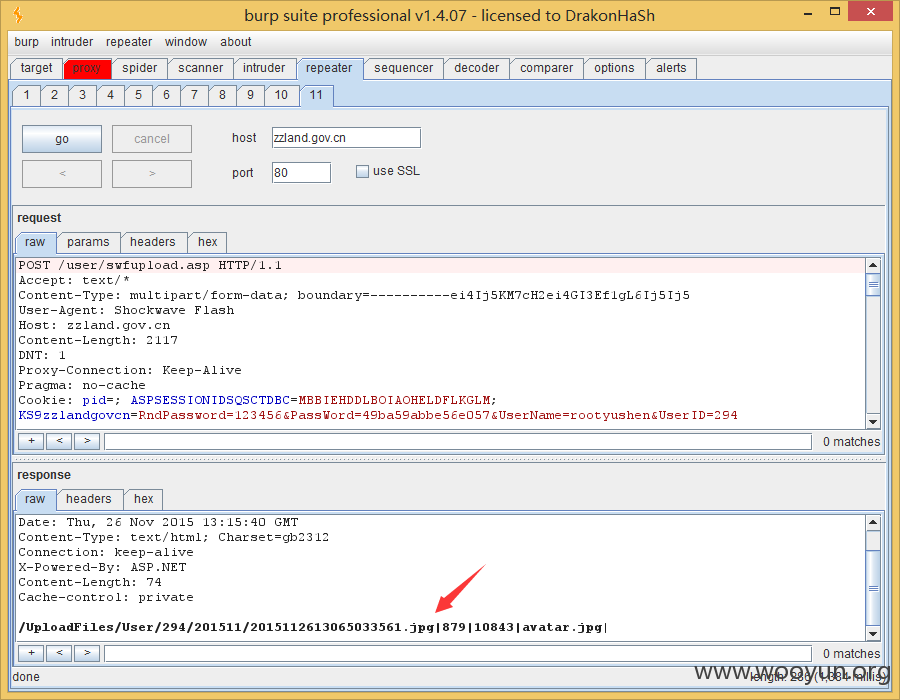 burp suite professional v1.4.07 - licensed to DrakonHaSh
burp intruder repeater window about
target proxy spider scanner intruder repeater sequencer decoder comparer options alerts
1 2 3 4 5 6 7 8 9 10 11
go cancel host zzland.gov.cn
< > port 80 use SSL
request
raw params headers hex
POST /user/swfupload.asp HTTP/1.1
Accept: text/*
Content-Type: multipart/form-data; boundary=----------ei4Ij5KM7cH2ei4GI3Ef1gL6Ij5Ij5
User-Agent: Shockwave Flash
Host: zzland.gov.cn
Content-Length: 2117
DNT: 1
Proxy-Connection: Keep-Alive
Pragma: no-cache
Cookie: pid=; ASPSESSIONIDSQSCTDBC=MBBIEHDDLBOIAOHELDFLKGLM;
KS9zzlandgovcn=RndPassword=123456&PassWord=49ba59abbe56e057&UserName=rootyushen&UserID=294
+ < > 0 matches
response
raw headers hex
Date: Thu, 26 Nov 2015 13:15:40 GMT
Content-Type: text/html; Charset=gb2312
Connection: keep-alive
X-Powered-By: ASP.NET
Content-Length: 74
Cache-control: private
/UploadFiles/User/294/201511/2015112613065033561.jpg|879|10843|avatar.jpg|
+ < > 0 matches
www.wooyun.org
done